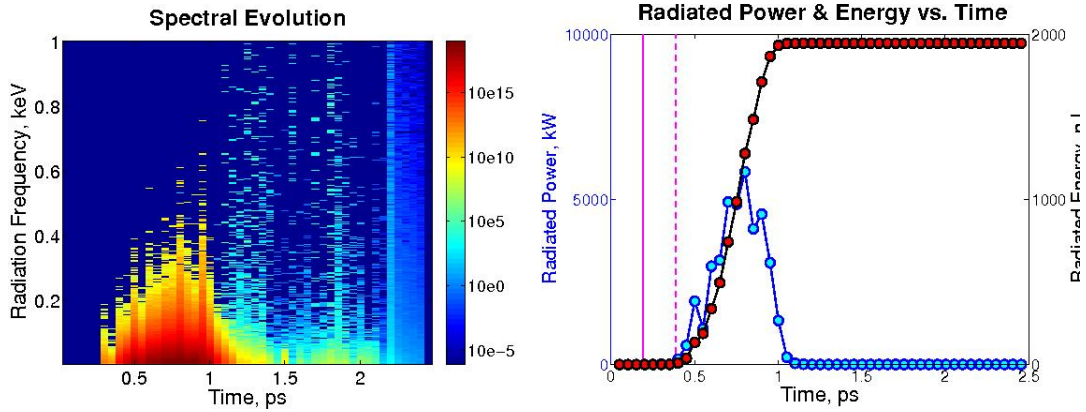 Spectral Evolution
Radiation Frequency, keV
1
0.8
0.6
0.4
0.2
0.5
1
1.5
2
Time, ps
10e15
10e10
10e5
10e0
10e-5
Radiated Power & Energy vs. Time
Radiated Power, kW
10000
5000
0
0
0.5
1
1.5
2
2.5
Time, ps
2000
1000
0
Radiated Energy,